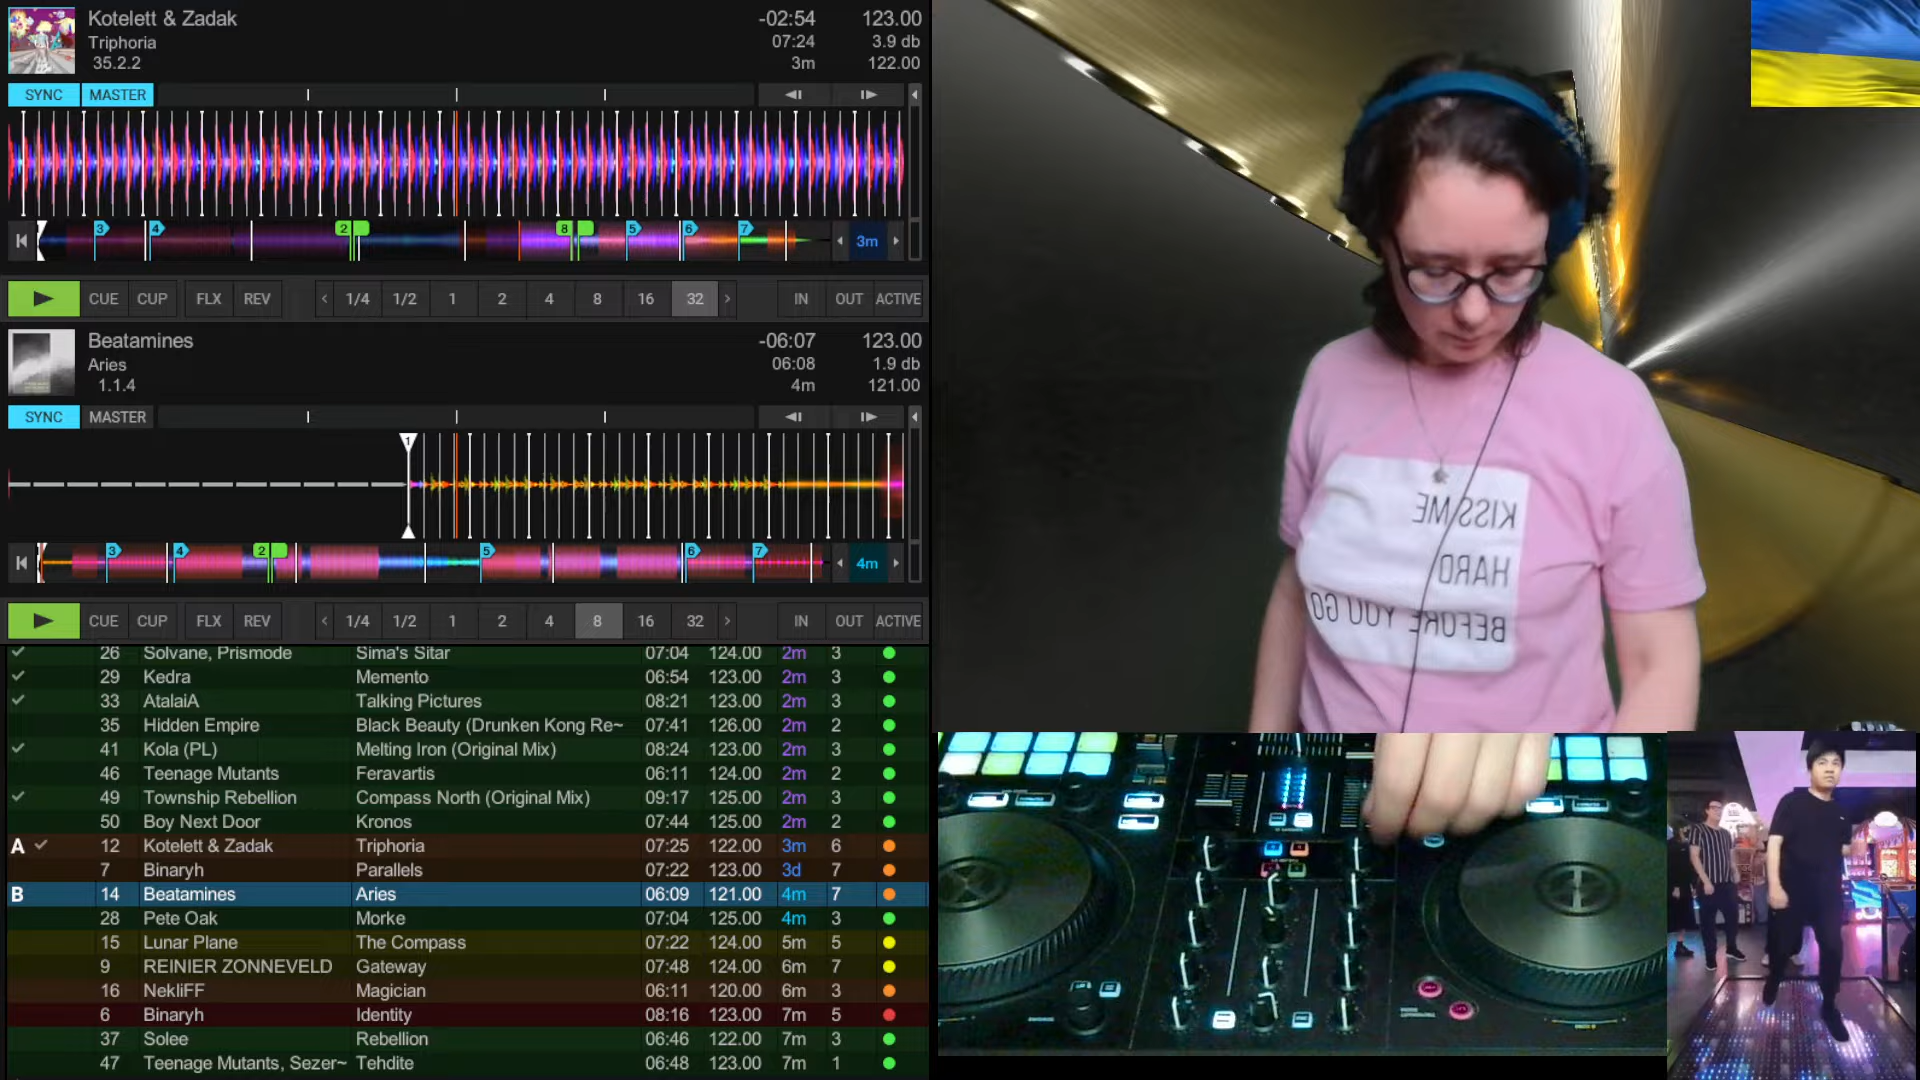 Kotelett & Zadak -02:54 123.00
Triphoria 07:24 3.9 db
35.2.2 3m 122.00
SYNC MASTER
3 4 2 8 5 6 7 3m
CUE CUP FLX REV 1/4 1/2 1 2 4 8 16 32 IN OUT ACTIVE
Beatamines -06:07 123.00
Aries 06:08 1.9 db
1.1.4 4m 121.00
SYNC MASTER
1
3 4 2 5 6 7 4m
CUE CUP FLX REV 1/4 1/2 1 2 4 8 16 32 IN OUT ACTIVE
26 Solvane, Prismode Sima's Sitar 07:04 124.00 2m 3
29 Kedra Memento 06:54 123.00 2m 3
33 AtalaiA Talking Pictures 08:21 123.00 2m 3
35 Hidden Empire Black Beauty (Drunken Kong Re~ 07:41 126.00 2m 2
41 Kola (PL) Melting Iron (Original Mix) 08:24 123.00 2m 3
46 Teenage Mutants Feravartis 06:11 124.00 2m 2
49 Township Rebellion Compass North (Original Mix) 09:17 125.00 2m 3
50 Boy Next Door Kronos 07:44 125.00 2m 2
A 12 Kotelett & Zadak Triphoria 07:25 122.00 3m 6
7 Binaryh Parallels 07:22 123.00 3d 7
B 14 Beatamines Aries 06:09 121.00 4m 7
28 Pete Oak Morke 07:04 125.00 4m 3
15 Lunar Plane The Compass 07:22 124.00 5m 5
9 REINIER ZONNEVELD Gateway 07:48 124.00 6m 7
16 NekliFF Magician 06:11 120.00 6m 3
6 Binaryh Identity 08:16 123.00 7m 5
37 Solee Rebellion 06:46 122.00 7m 3
47 Teenage Mutants, Sezer~ Tehdite 06:48 123.00 7m 1
KISS ME
HARD
BEFORE YOU GO